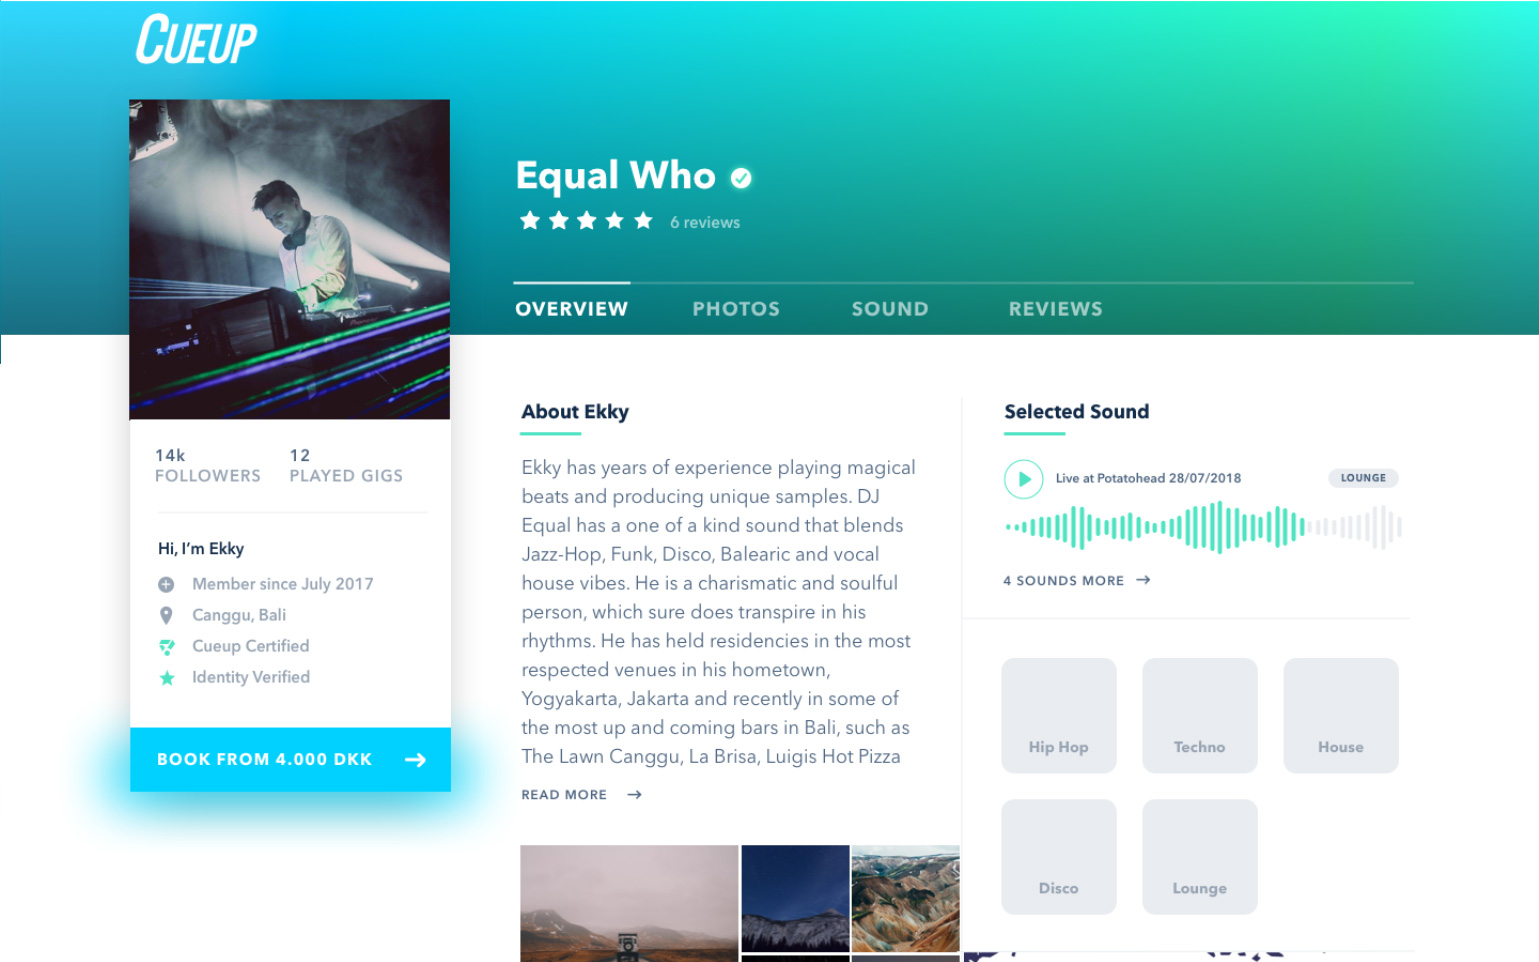 CUEUP
Equal Who
6 reviews
OVERVIEW PHOTOS SOUND REVIEWS
14k
FOLLOWERS
12
PLAYED GIGS
Hi, I'm Ekky
Member since July 2017
Canggu, Bali
Cueup Certified
Identity Verified
BOOK FROM 4.000 DKK
About Ekky
Ekky has years of experience playing magical
beats and producing unique samples. DJ
Equal has a one of a kind sound that blends
Jazz-Hop, Funk, Disco, Balearic and vocal
house vibes. He is a charismatic and soulful
person, which sure does transpire in his
rhythms. He has held residencies in the most
respected venues in his hometown,
Yogyakarta, Jakarta and recently in some of
the most up and coming bars in Bali, such as
The Lawn Canggu, La Brisa, Luigis Hot Pizza
READ MORE
Selected Sound
Live at Potatohead 28/07/2018
LOUNGE
4 SOUNDS MORE
Hip Hop
Techno
House
Disco
Lounge